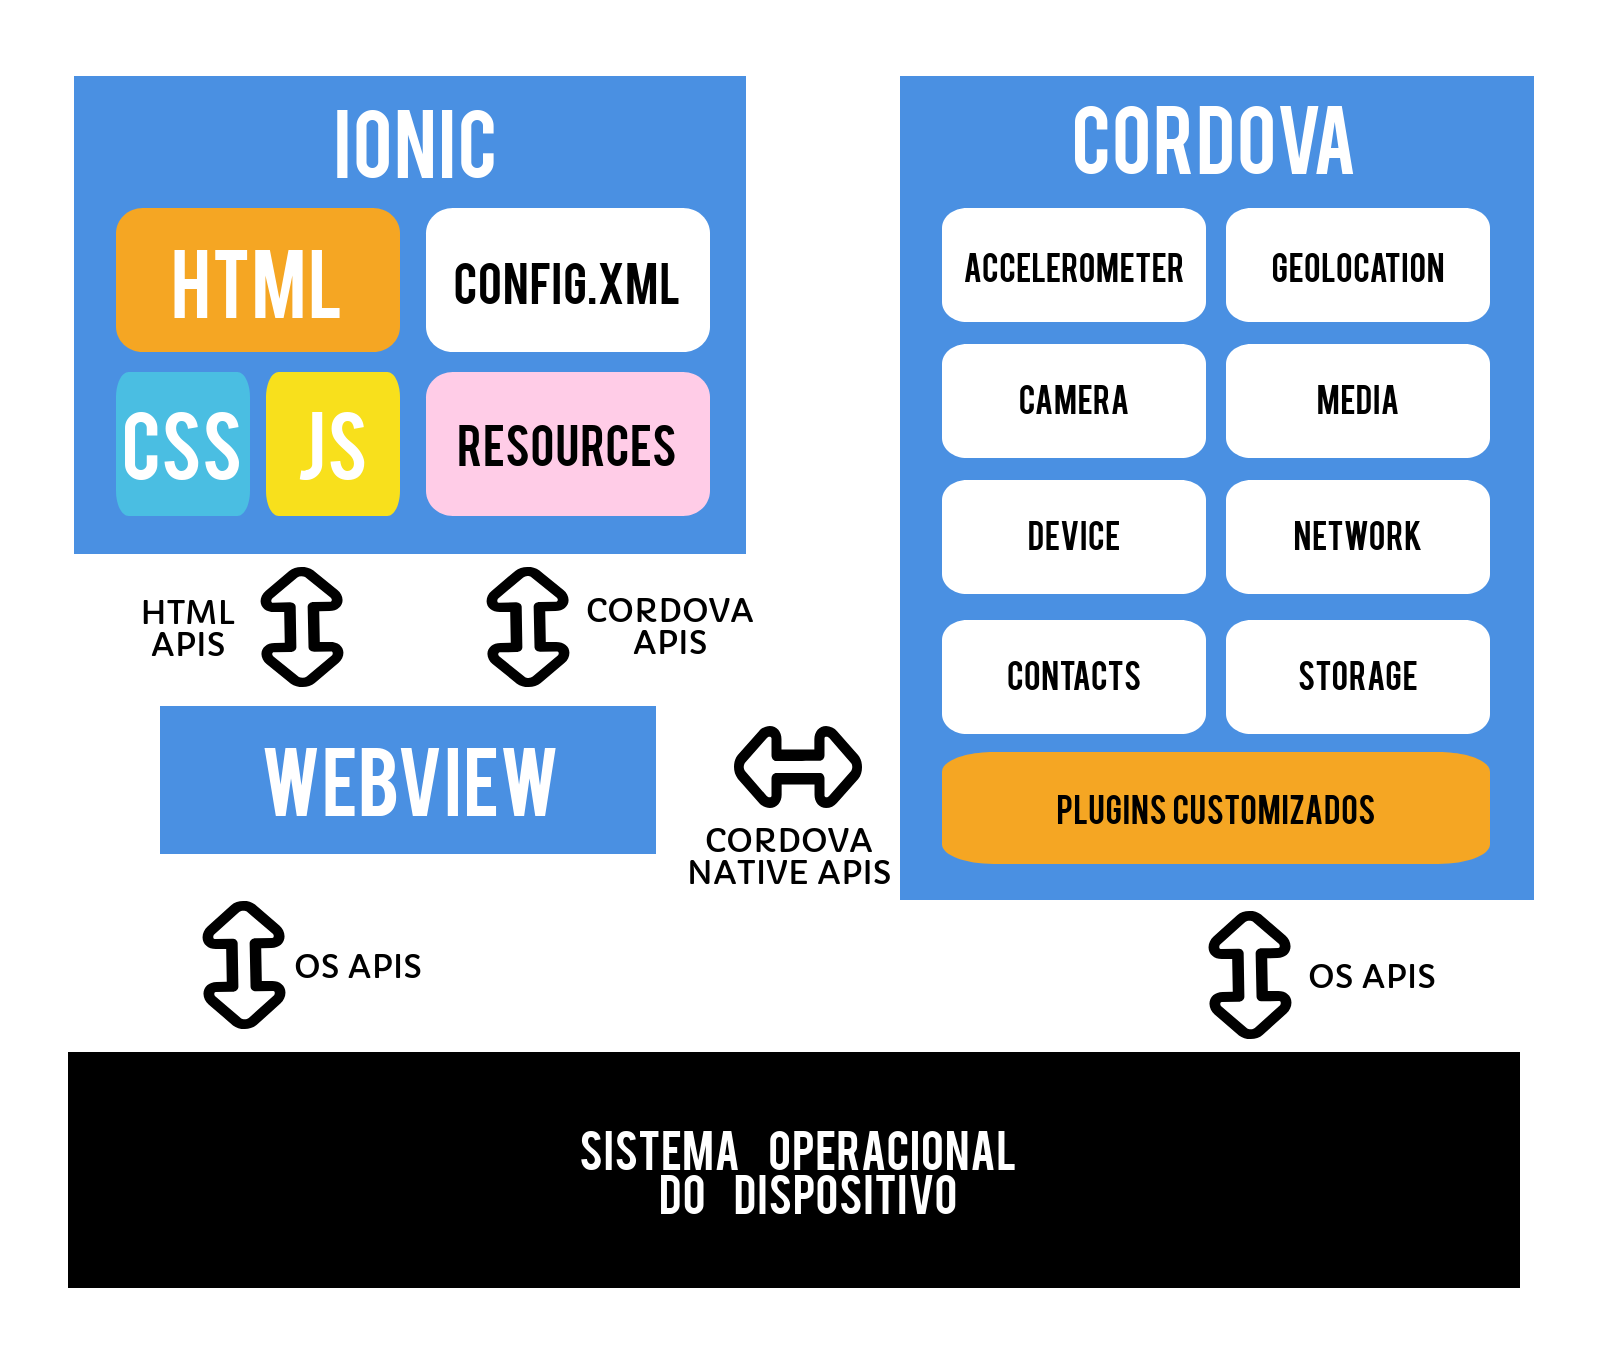 IONIC
HTML
CONFIG.XML
CSS
JS
RESOURCES
HTML
APIS
CORDOVA
APIS
WEBVIEW
CORDOVA
NATIVE APIS
OS APIS
CORDOVA
ACCELEROMETER
GEOLOCATION
CAMERA
MEDIA
DEVICE
NETWORK
CONTACTS
STORAGE
PLUGINS CUSTOMIZADOS
OS APIS
SISTEMA OPERACIONAL
DO DISPOSITIVO